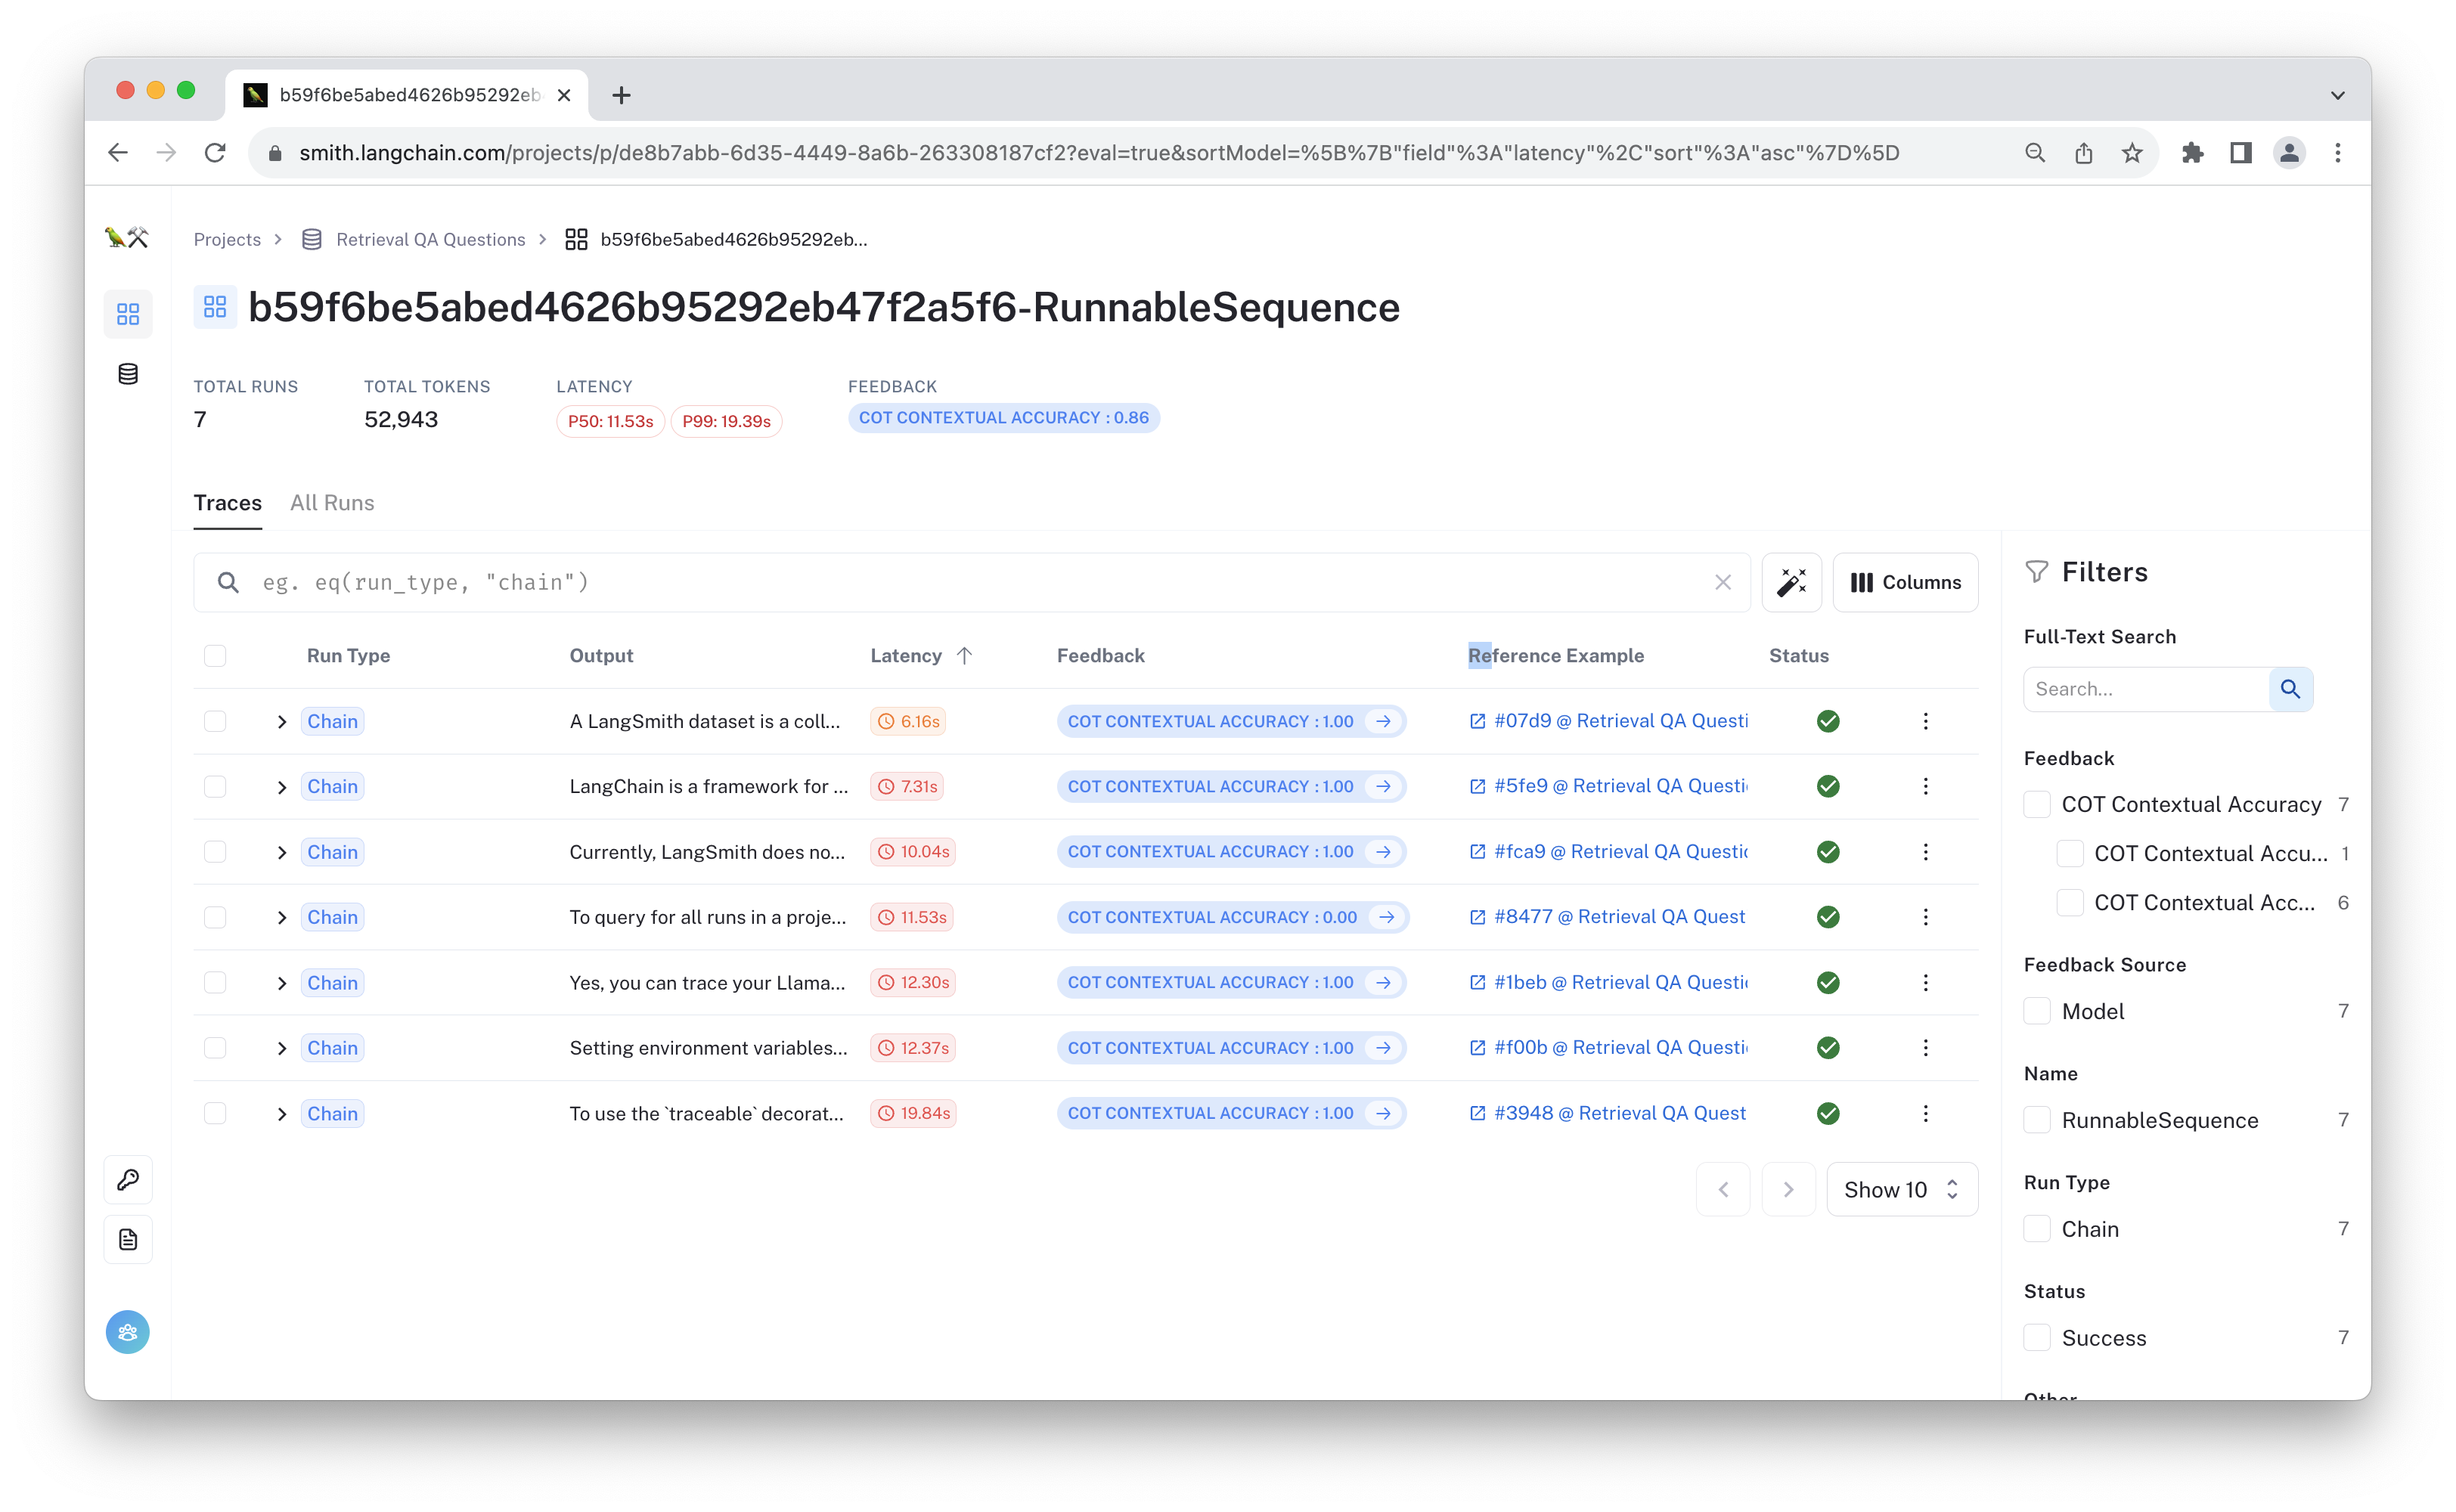 b59f6be5abed4626b95292eb
smith.langchain.com/projects/p/de8b7abb-6d35-4449-8a6b-263308187cf2?eval=true&sortModel=%5B%7B"field"%3A"latency"%2C"sort"%3A"asc"%7D%5D
Projects > Retrieval QA Questions > b59f6be5abed4626b95292eb...
b59f6be5abed4626b95292eb47f2a5f6-RunnableSequence
TOTAL RUNS TOTAL TOKENS LATENCY FEEDBACK
7 52,943 P50: 11.53s P99: 19.39s COT CONTEXTUAL ACCURACY : 0.86
Traces All Runs
eg. eq(run_type, "chain")
Columns
Run Type Output Latency Feedback Reference Example Status
Chain A LangSmith dataset is a coll... 6.16s COT CONTEXTUAL ACCURACY : 1.00 #07d9 @ Retrieval QA Questi
Chain LangChain is a framework for ... 7.31s COT CONTEXTUAL ACCURACY : 1.00 #5fe9 @ Retrieval QA Questi
Chain Currently, LangSmith does no... 10.04s COT CONTEXTUAL ACCURACY : 1.00 #fca9 @ Retrieval QA Questi
Chain To query for all runs in a proje... 11.53s COT CONTEXTUAL ACCURACY : 0.00 #8477 @ Retrieval QA Quest
Chain Yes, you can trace your Llama... 12.30s COT CONTEXTUAL ACCURACY : 1.00 #1beb @ Retrieval QA Questi
Chain Setting environment variables... 12.37s COT CONTEXTUAL ACCURACY : 1.00 #f00b @ Retrieval QA Questi
Chain To use the `traceable` decorat... 19.84s COT CONTEXTUAL ACCURACY : 1.00 #3948 @ Retrieval QA Quest
Show 10
Filters
Full-Text Search
Search...
Feedback
COT Contextual Accuracy 7
COT Contextual Accu... 1
COT Contextual Acc... 6
Feedback Source
Model 7
Name
RunnableSequence 7
Run Type
Chain 7
Status
Success 7